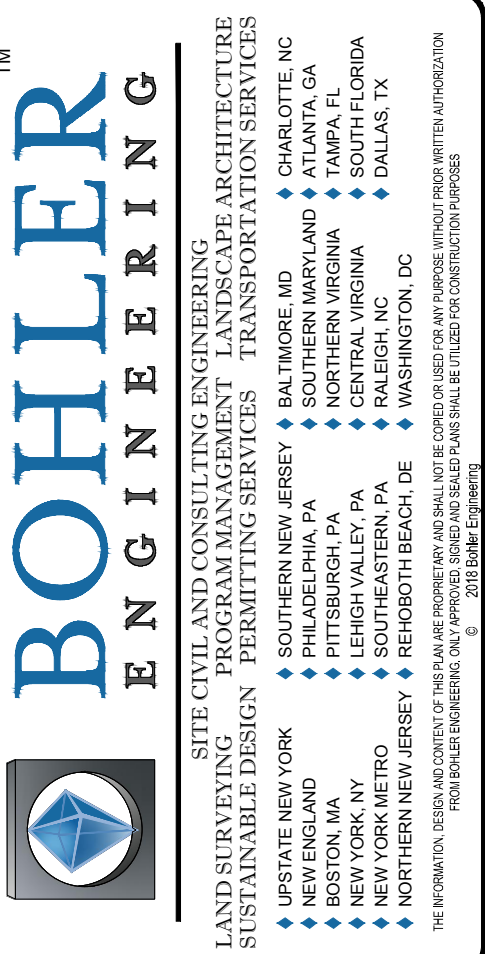 BOHLER™
ENGINEERING
SITE CIVIL AND CONSULTING ENGINEERING
LAND SURVEYING PROGRAM MANAGEMENT LANDSCAPE ARCHITECTURE
SUSTAINABLE DESIGN PERMITTING SERVICES TRANSPORTATION SERVICES
♦ UPSTATE NEW YORK
♦ NEW ENGLAND
♦ BOSTON, MA
♦ NEW YORK, NY
♦ NEW YORK METRO
♦ NORTHERN NEW JERSEY
♦ SOUTHERN NEW JERSEY
♦ PHILADELPHIA, PA
♦ PITTSBURGH, PA
♦ LEHIGH VALLEY, PA
♦ SOUTHEASTERN, PA
♦ REHOBOTH BEACH, DE
♦ BALTIMORE, MD
♦ SOUTHERN MARYLAND
♦ NORTHERN VIRGINIA
♦ CENTRAL VIRGINIA
♦ RALEIGH, NC
♦ WASHINGTON, DC
♦ CHARLOTTE, NC
♦ ATLANTA, GA
♦ TAMPA, FL
♦ SOUTH FLORIDA
♦ DALLAS, TX
THE INFORMATION, DESIGN AND CONTENT OF THIS PLAN ARE PROPRIETARY AND SHALL NOT BE COPIED OR USED FOR ANY PURPOSE WITHOUT PRIOR WRITTEN AUTHORIZATION
FROM BOHLER ENGINEERING. ONLY APPROVED, SIGNED AND SEALED PLANS SHALL BE UTILIZED FOR CONSTRUCTION PURPOSES
© 2018 Bohler Engineering